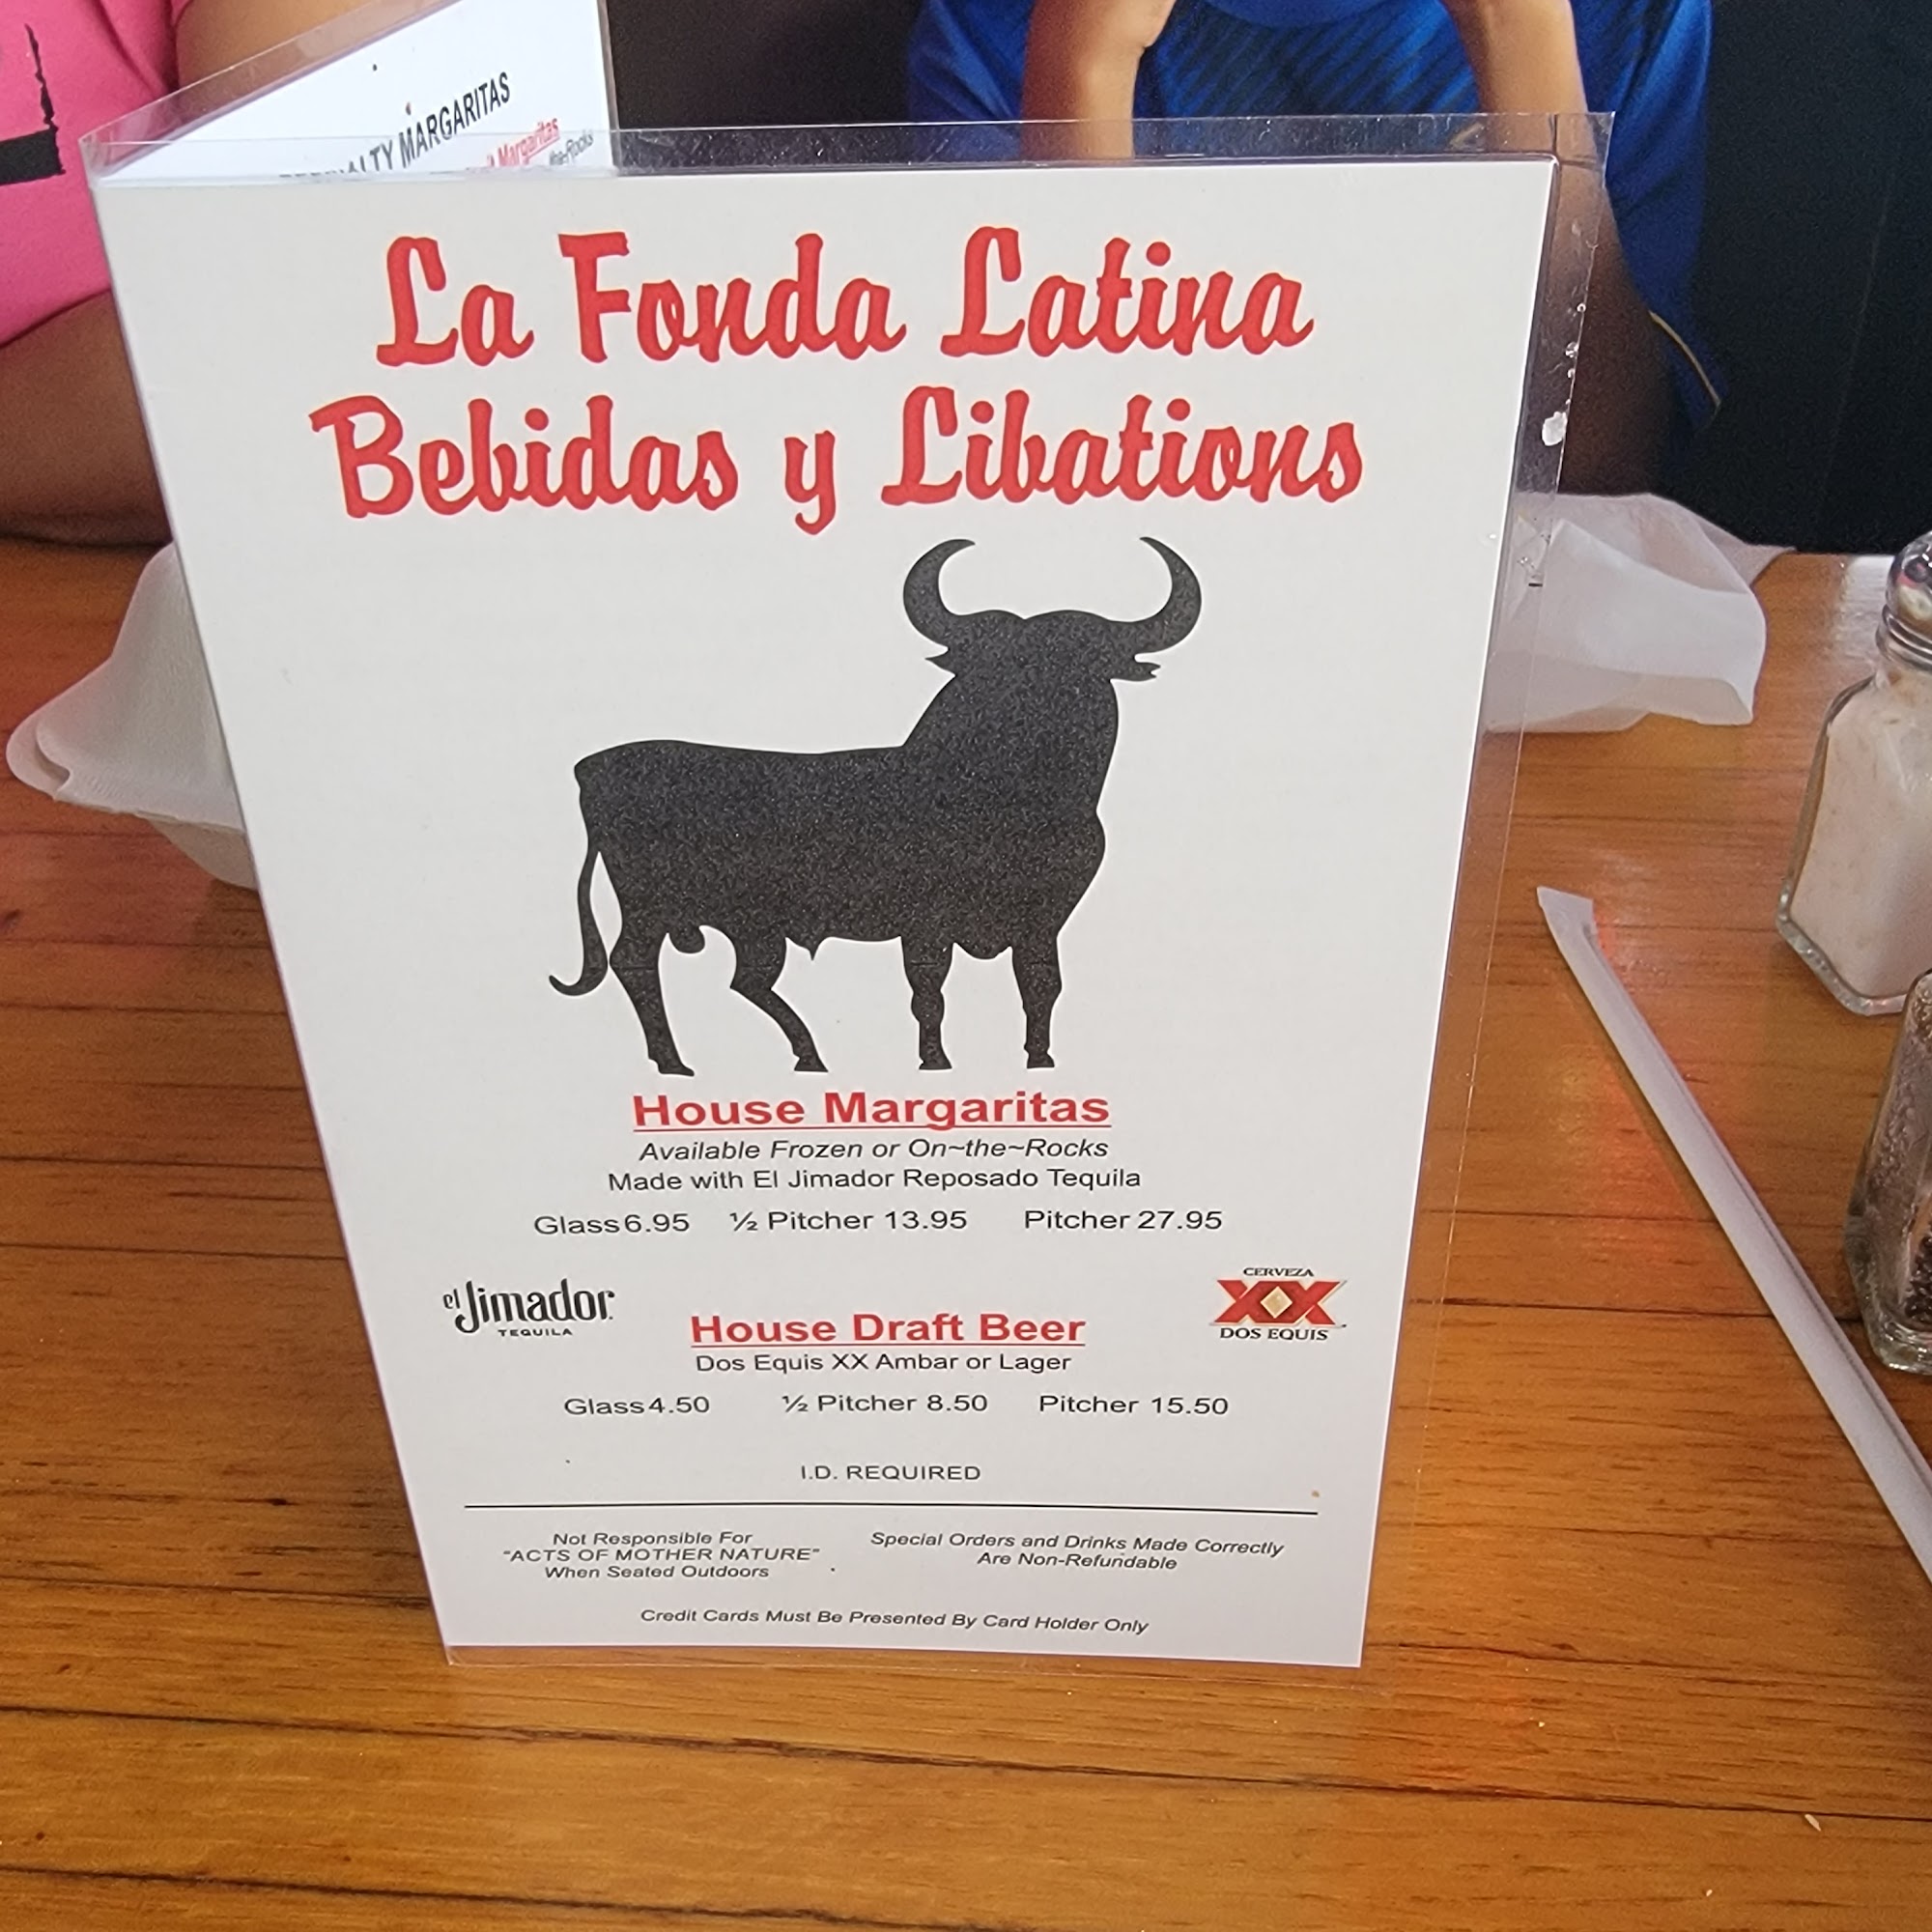 MARGARITAS
Margaritas
La Fonda Latina
Bebidas y Libations
House Margaritas
Available Frozen or On~the~Rocks
Made with El Jimador Reposado Tequila
Glass 6.95 ½ Pitcher 13.95 Pitcher 27.95
el Jimador
TEQUILA
CERVEZA
XX
DOS EQUIS
House Draft Beer
Dos Equis XX Ambar or Lager
Glass 4.50 ½ Pitcher 8.50 Pitcher 15.50
I.D. REQUIRED
Not Responsible For
"ACTS OF MOTHER NATURE"
When Seated Outdoors
Special Orders and Drinks Made Correctly
Are Non-Refundable
Credit Cards Must Be Presented By Card Holder Only